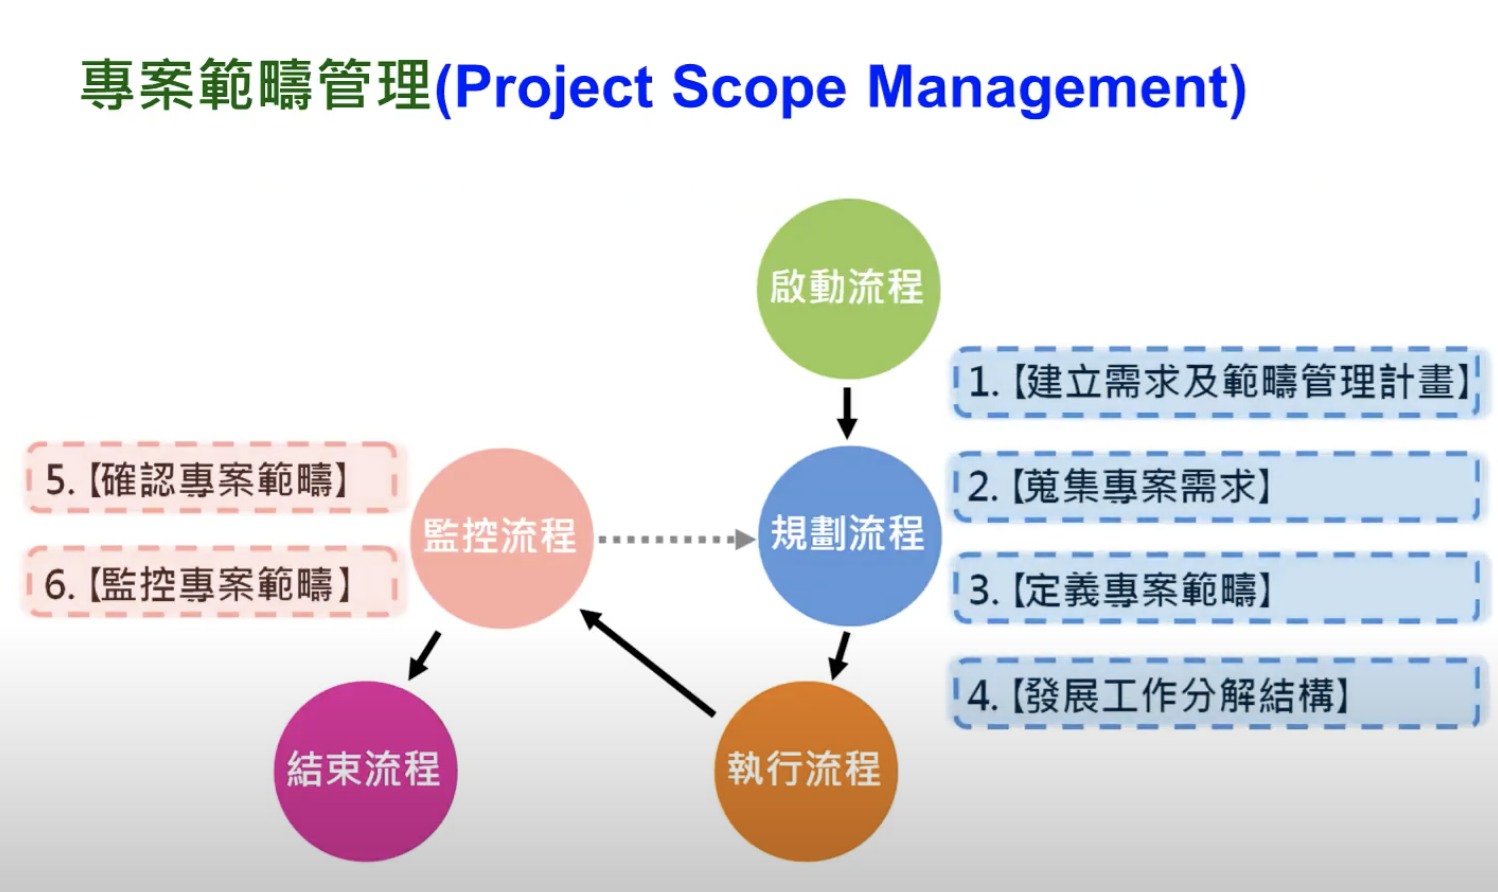 專案範疇管理(Project Scope Management)
啟動流程
1.【建立需求及範疇管理計畫】
2.【蒐集專案需求】
3.【定義專案範疇】
4.【發展工作分解結構】
規劃流程
5.【確認專案範疇】
6.【監控專案範疇】
監控流程
結束流程
執行流程